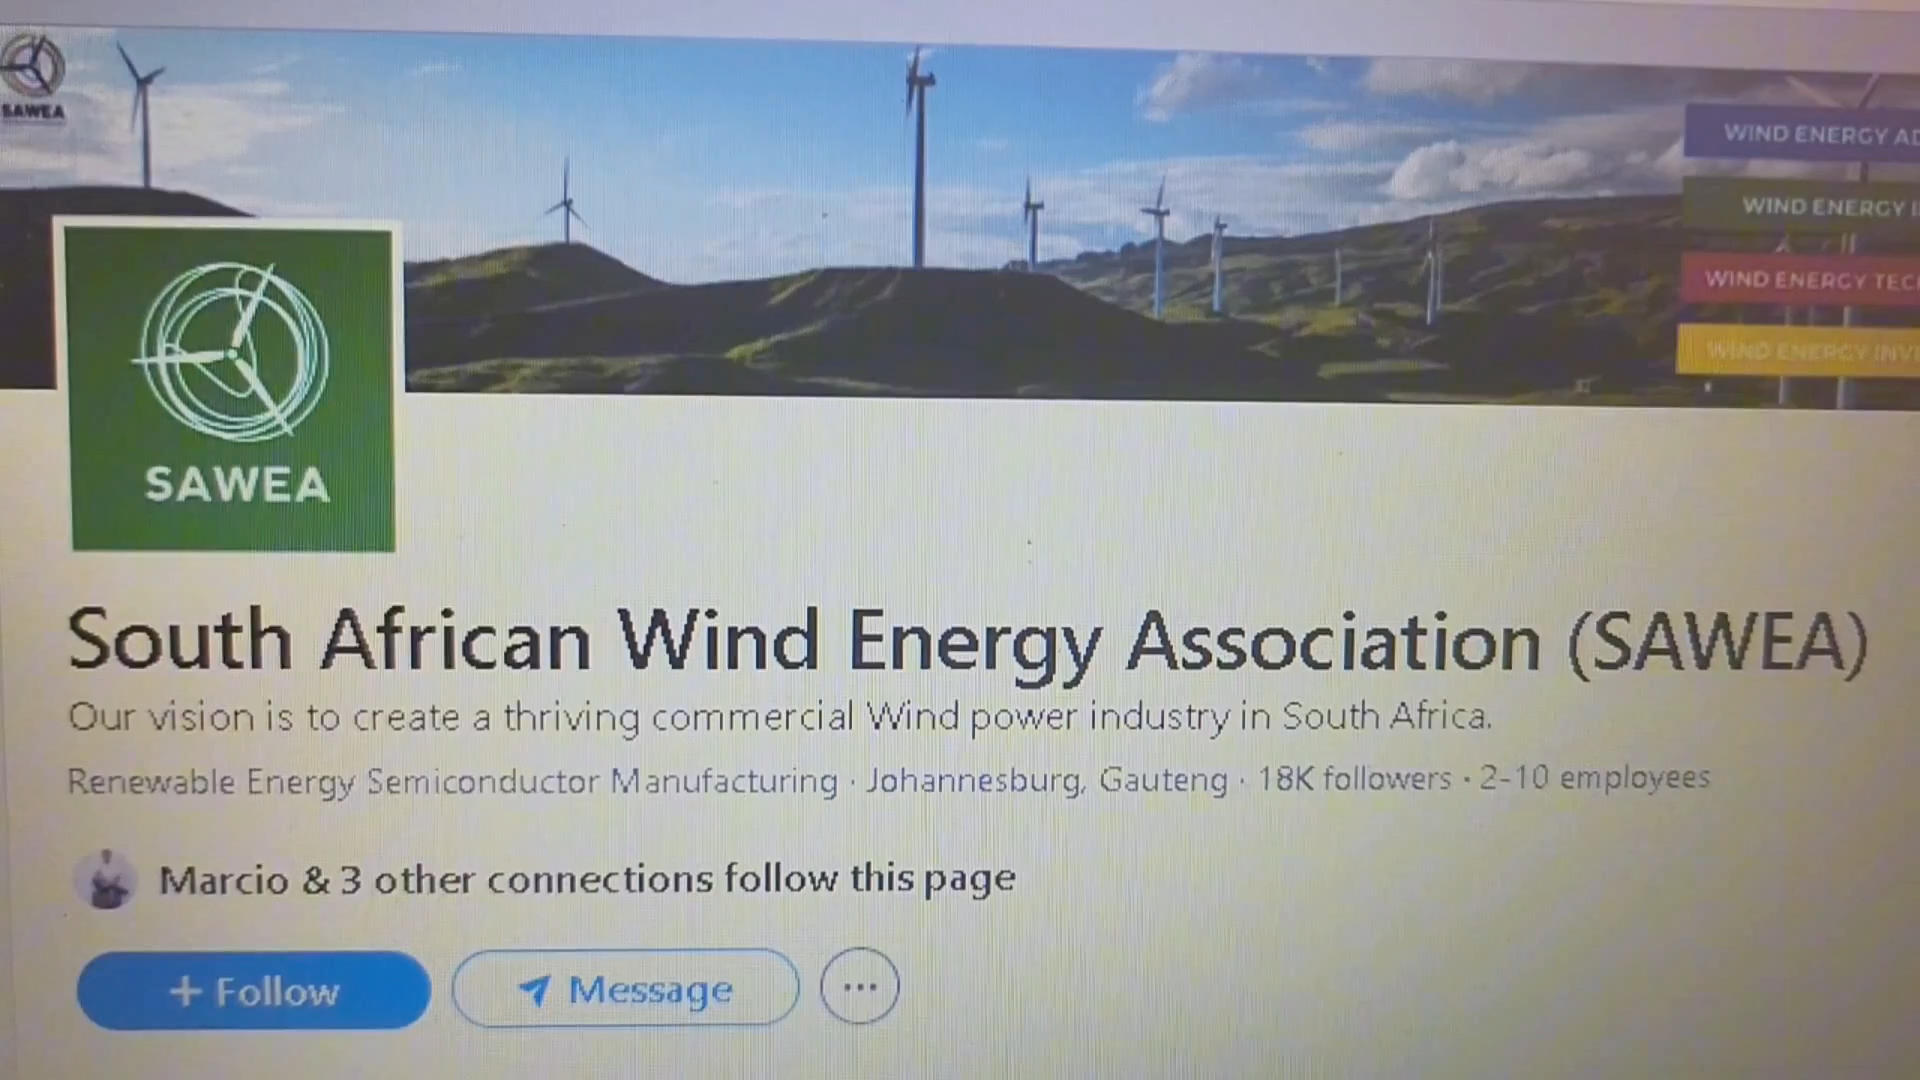 SAWEA
WIND ENERGY
WIND ENERGY
WIND ENERGY
WIND ENERGY
SAWEA
South African Wind Energy Association (SAWEA)
Our vision is to create a thriving commercial Wind power industry in South Africa.
Renewable Energy Semiconductor Manufacturing · Johannesburg, Gauteng · 18K followers · 2-10 employees
Marcio & 3 other connections follow this page
+ Follow
Message